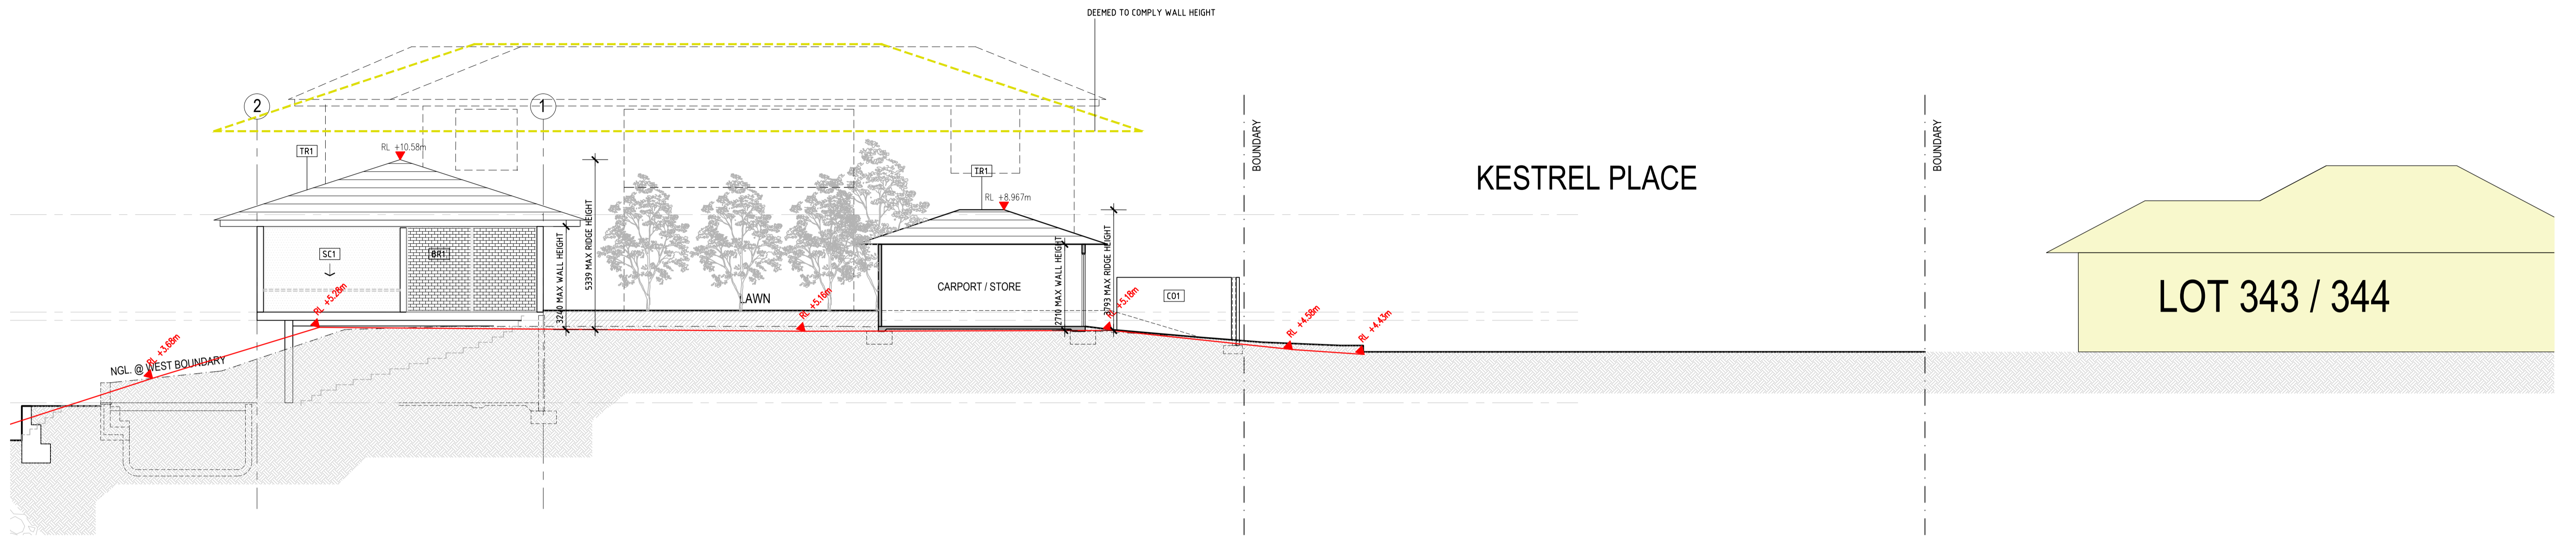 DEEMED TO COMPLY WALL HEIGHT
2
1
TR1
RL +10.58m
BOUNDARY
BOUNDARY
KESTREL PLACE
TR1
RL +8.967m
5339 MAX RIDGE HEIGHT
3240 MAX WALL HEIGHT
2710 MAX WALL HEIGHT
3793 MAX RIDGE HEIGHT
SC1
BR1
CARPORT / STORE
CO1
LOT 343 / 344
LAWN
RL +5.28m
RL +5.16m
RL +5.18m
RL +4.58m
RL +4.43m
RL +3.68m
NGL. @ WEST BOUNDARY